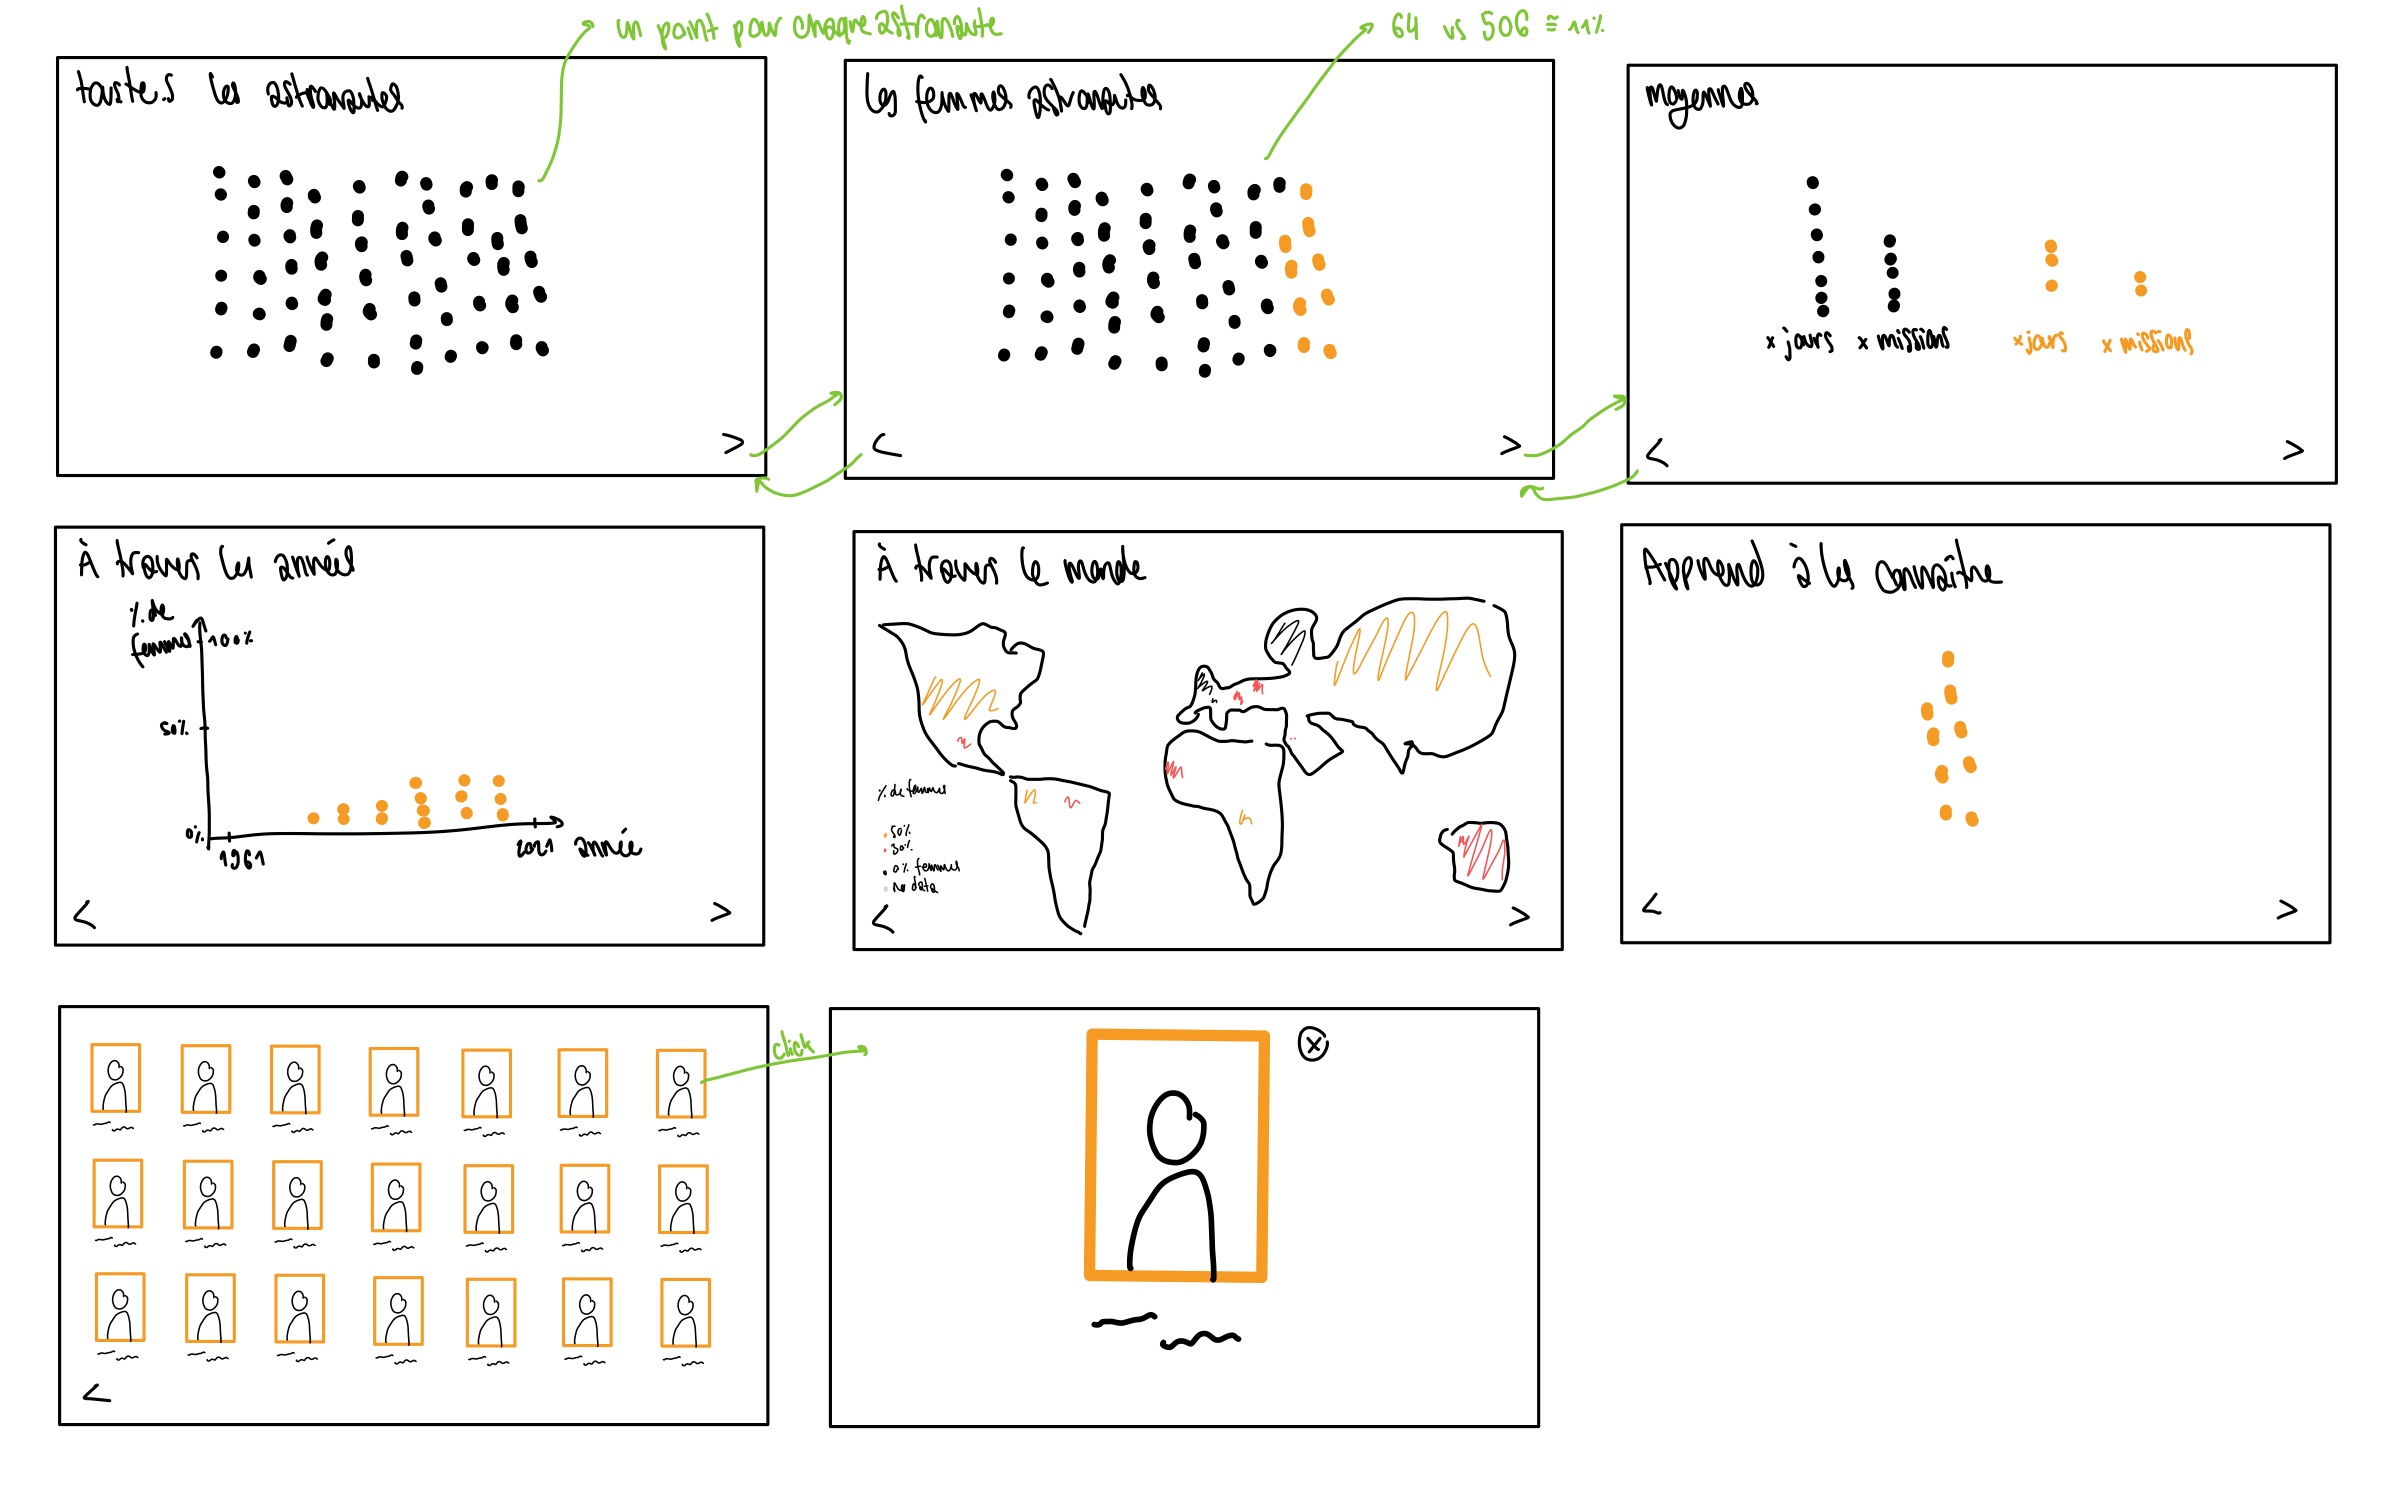 un point pour chaque astronaute
64 vs 506 ≅ 11%
toute.s les astronautes
les femmes astronautes
moyennes
x jours
x missions
x jours
x missions
>
<
>
<
>
À travers les années
% de
femmes
100%
50%
0%
1961
2021
année
<
>
À travers le monde
% de femmes
50%
30%
0% femmes
no data
<
>
Apprend à les connaître
<
>
click
x
<